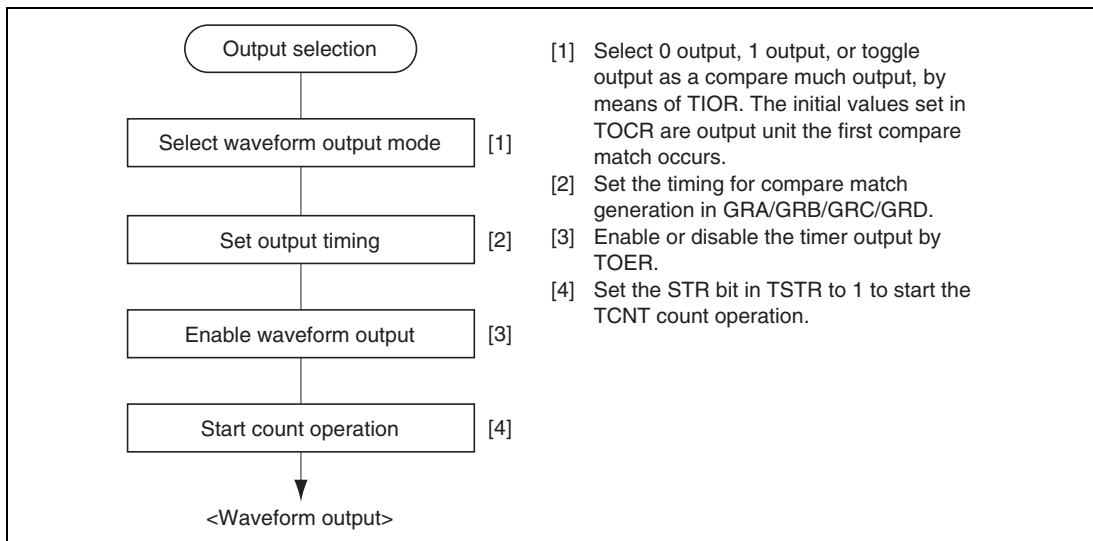 Output selection
Select waveform output mode [1]
Set output timing [2]
Enable waveform output [3]
Start count operation [4]
<Waveform output>
[1] Select 0 output, 1 output, or toggle
output as a compare much output, by
means of TIOR. The initial values set in
TOCR are output unit the first compare
match occurs.
[2] Set the timing for compare match
generation in GRA/GRB/GRC/GRD.
[3] Enable or disable the timer output by
TOER.
[4] Set the STR bit in TSTR to 1 to start the
TCNT count operation.